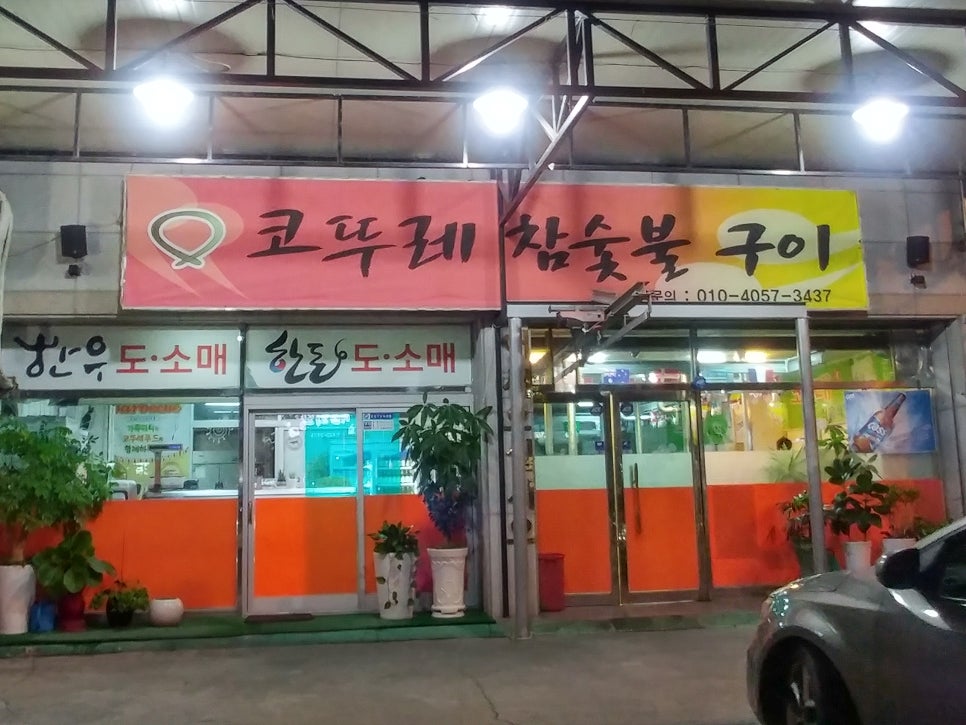 코뚜레 참숯불 구이
문의 : 010-4057-3437
한우 도·소매
한돈 도·소매